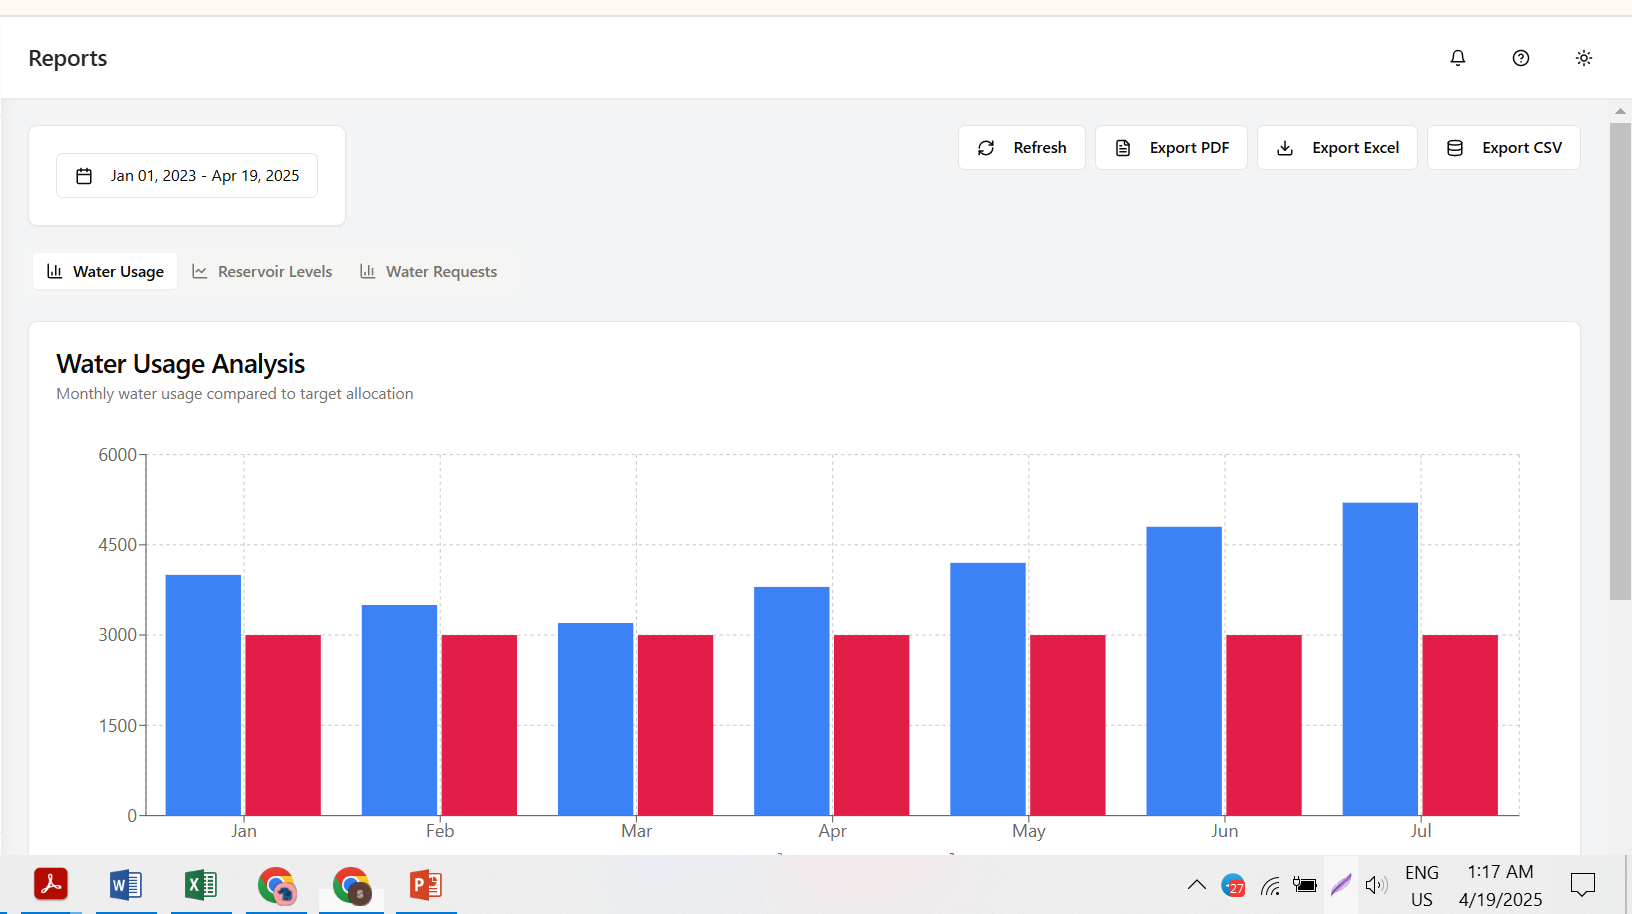 Reports
Jan 01, 2023 - Apr 19, 2025
Refresh
Export PDF
Export Excel
Export CSV
Water Usage
Reservoir Levels
Water Requests
Water Usage Analysis
Monthly water usage compared to target allocation
6000
4500
3000
1500
0
Jan
Feb
Mar
Apr
May
Jun
Jul
27
ENG
US
1:17 AM
4/19/2025